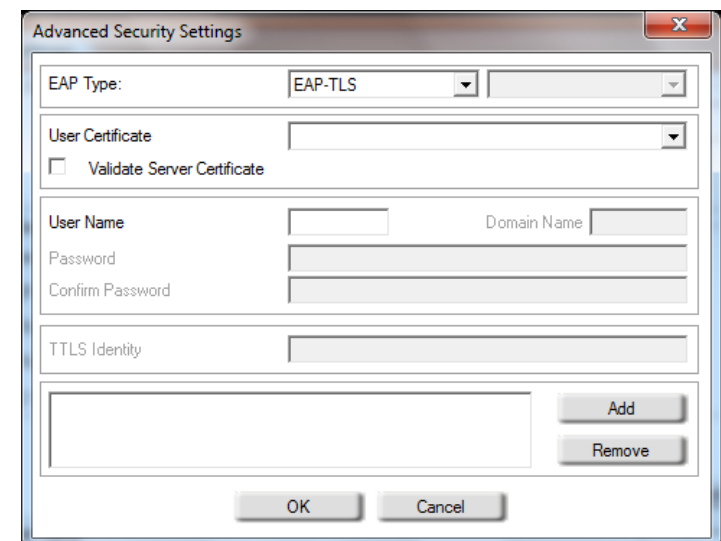 Advanced Security Settings
EAP Type: EAP-TLS
User Certificate
Validate Server Certificate
User Name Domain Name
Password
Confirm Password
TTLS Identity
Add
Remove
OK Cancel